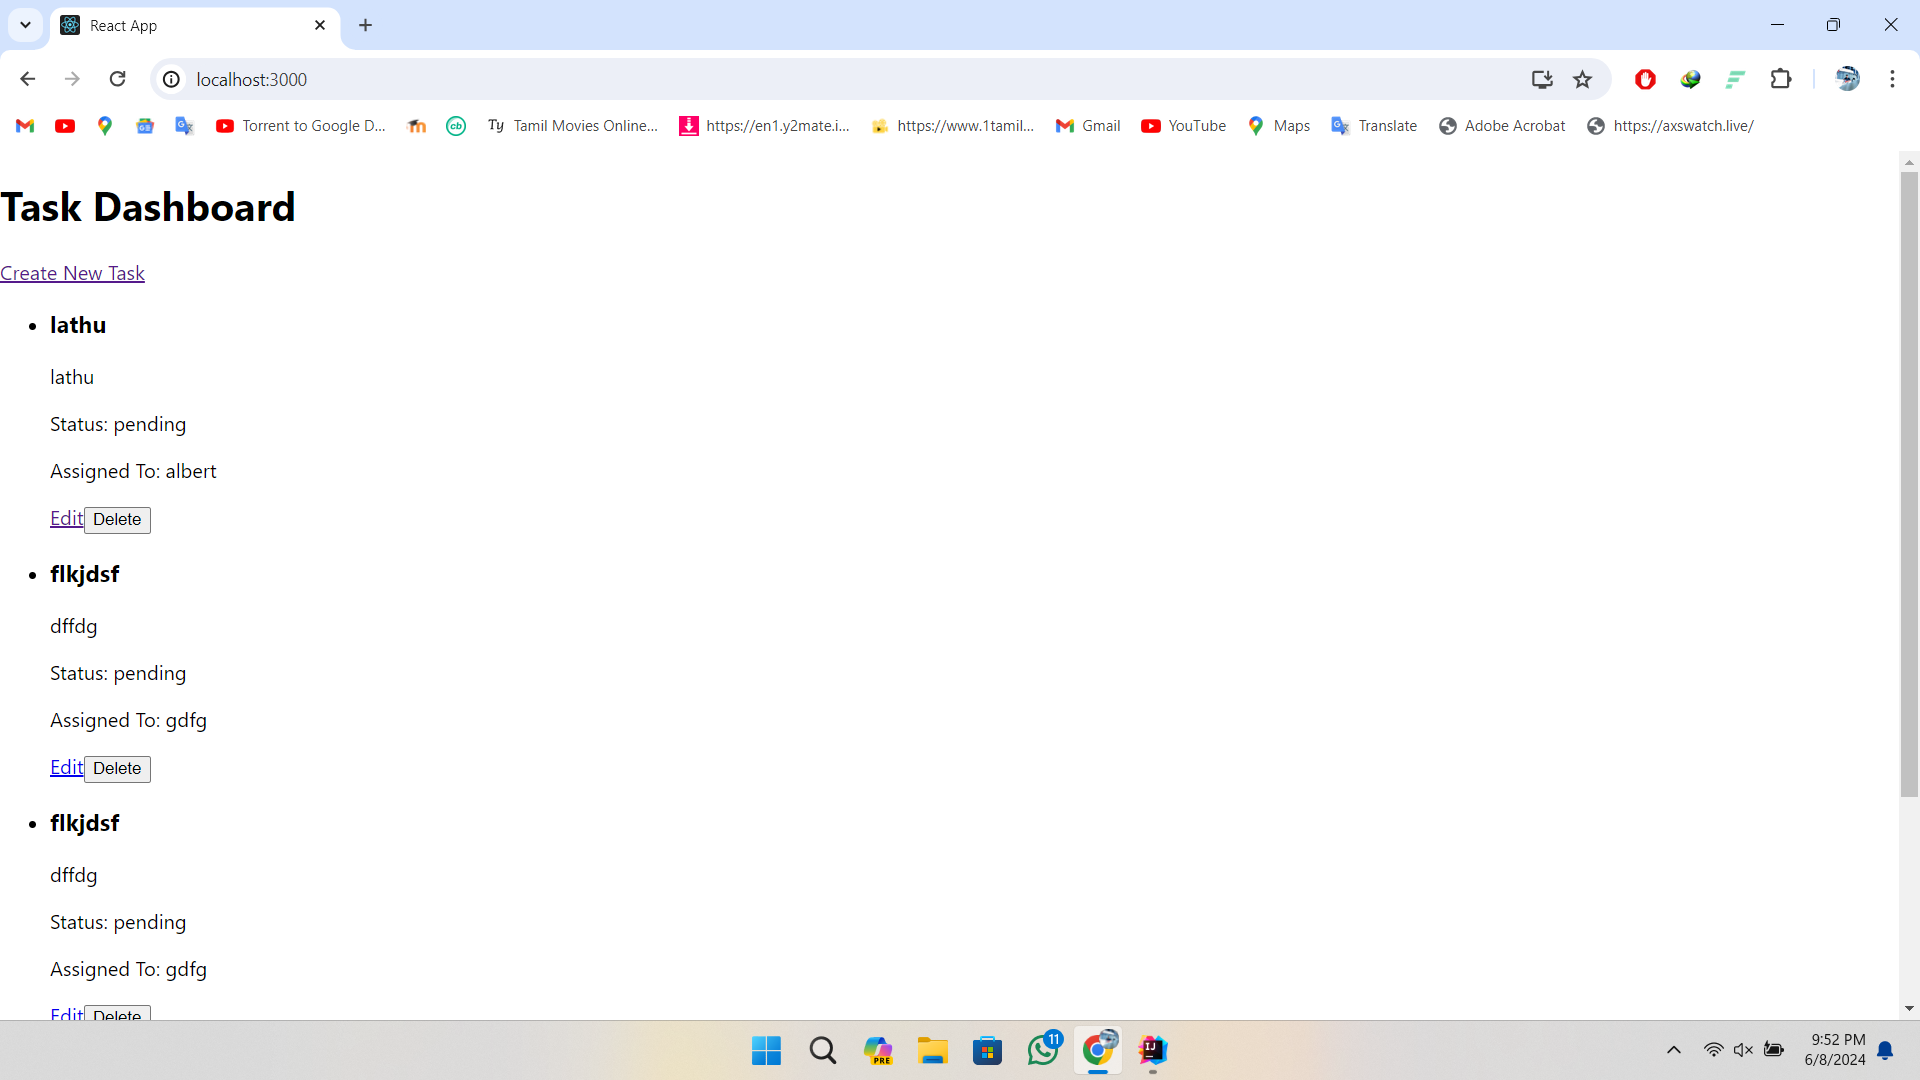 React App
localhost:3000
Torrent to Google D...
Ty Tamil Movies Online...
https://en1.y2mate.i...
https://www.1tamil...
Gmail
YouTube
Maps
Translate
Adobe Acrobat
https://axswatch.live/
Task Dashboard
Create New Task
lathu
lathu
Status: pending
Assigned To: albert
Edit Delete
flkjdsf
dffdg
Status: pending
Assigned To: gdfg
Edit Delete
flkjdsf
dffdg
Status: pending
Assigned To: gdfg
Edit Delete
PRE
11
IJ
9:52 PM
6/8/2024